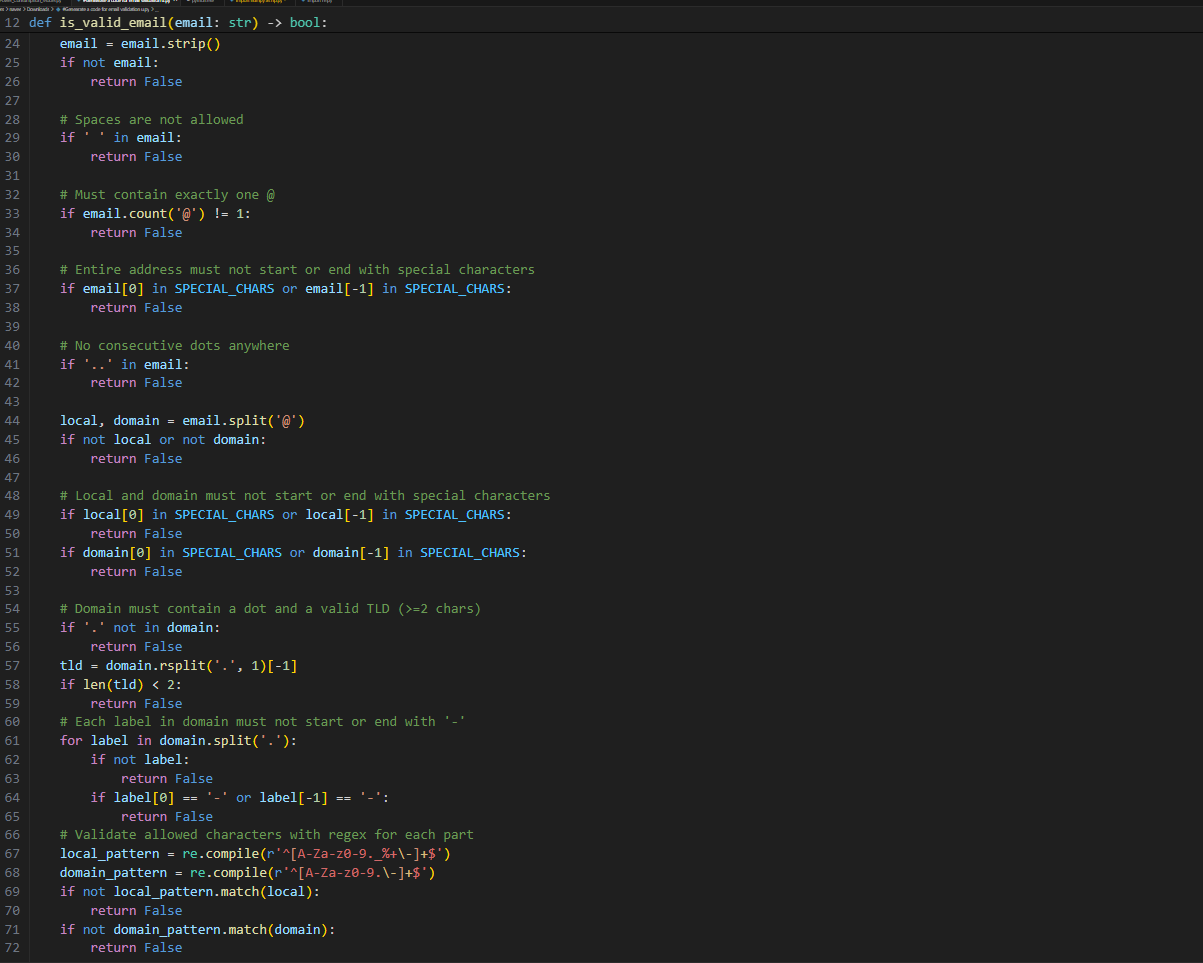 12 def is_valid_email(email: str) -> bool:
24     email = email.strip()
25     if not email:
26         return False
27
28     # Spaces are not allowed
29     if ' ' in email:
30         return False
31
32     # Must contain exactly one @
33     if email.count('@') != 1:
34         return False
35
36     # Entire address must not start or end with special characters
37     if email[0] in SPECIAL_CHARS or email[-1] in SPECIAL_CHARS:
38         return False
39
40     # No consecutive dots anywhere
41     if '..' in email:
42         return False
43
44     local, domain = email.split('@')
45     if not local or not domain:
46         return False
47
48     # Local and domain must not start or end with special characters
49     if local[0] in SPECIAL_CHARS or local[-1] in SPECIAL_CHARS:
50         return False
51     if domain[0] in SPECIAL_CHARS or domain[-1] in SPECIAL_CHARS:
52         return False
53
54     # Domain must contain a dot and a valid TLD (>=2 chars)
55     if '.' not in domain:
56         return False
57     tld = domain.rsplit('.', 1)[-1]
58     if len(tld) < 2:
59         return False
60     # Each label in domain must not start or end with '-'
61     for label in domain.split('.'):
62         if not label:
63             return False
64         if label[0] == '-' or label[-1] == '-':
65             return False
66     # Validate allowed characters with regex for each part
67     local_pattern = re.compile(r'^[A-Za-z0-9._%+\-]+$')
68     domain_pattern = re.compile(r'^[A-Za-z0-9.\-]+$')
69     if not local_pattern.match(local):
70         return False
71     if not domain_pattern.match(domain):
72         return False